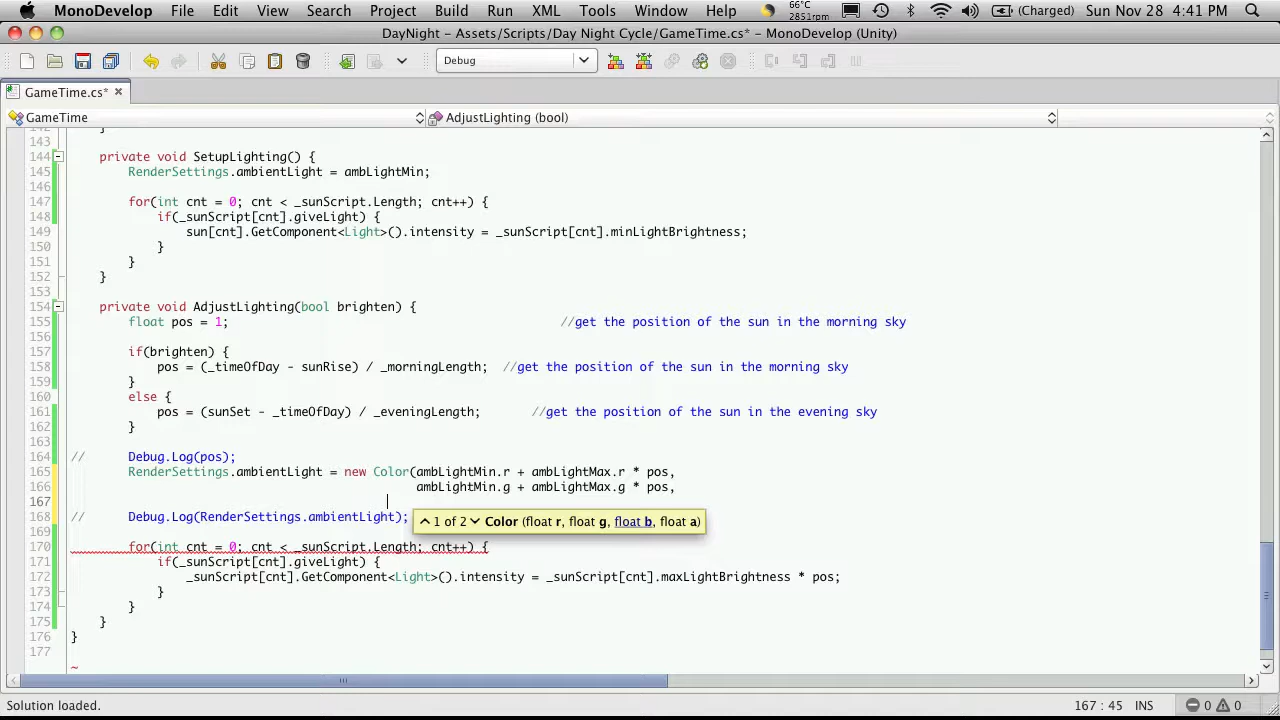 MonoDevelop File Edit View Search Project Build Run XML Tools Window Help 66°C 2851rpm (Charged) Sun Nov 28 4:41 PM
DayNight - Assets/Scripts/Day Night Cycle/GameTime.cs* - MonoDevelop (Unity)
Debug
GameTime.cs*
GameTime AdjustLighting (bool)
142 }
143
144 private void SetupLighting() {
145 RenderSettings.ambientLight = ambLightMin;
146
147 for(int cnt = 0; cnt < _sunScript.Length; cnt++) {
148 if(_sunScript[cnt].giveLight) {
149 sun[cnt].GetComponent<Light>().intensity = _sunScript[cnt].minLightBrightness;
150 }
151 }
152 }
153
154 private void AdjustLighting(bool brighten) {
155 float pos = 1; //get the position of the sun in the morning sky
156
157 if(brighten) {
158 pos = (_timeOfDay - sunRise) / _morningLength; //get the position of the sun in the morning sky
159 }
160 else {
161 pos = (sunSet - _timeOfDay) / _eveningLength; //get the position of the sun in the evening sky
162 }
163
164 // Debug.Log(pos);
165 RenderSettings.ambientLight = new Color(ambLightMin.r + ambLightMax.r * pos,
166 ambLightMin.g + ambLightMax.g * pos,
167
168 // Debug.Log(RenderSettings.ambientLight);
1 of 2 Color (float r, float g, float b, float a)
169
170 for(int cnt = 0; cnt < _sunScript.Length; cnt++) {
171 if(_sunScript[cnt].giveLight) {
172 _sunScript[cnt].GetComponent<Light>().intensity = _sunScript[cnt].maxLightBrightness * pos;
173 }
174 }
175 }
176 }
177
~
Solution loaded. 167 : 45 INS 0 0